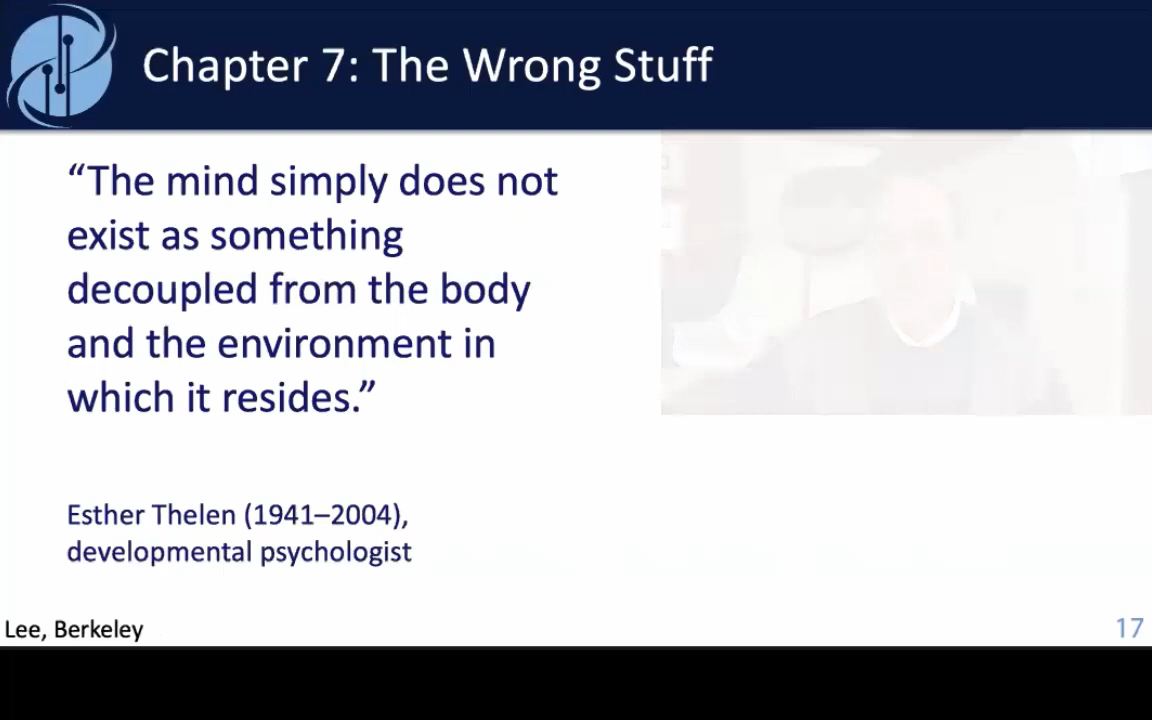 Chapter 7: The Wrong Stuff
“The mind simply does not
exist as something
decoupled from the body
and the environment in
which it resides.”
Esther Thelen (1941–2004),
developmental psychologist
Lee, Berkeley
17